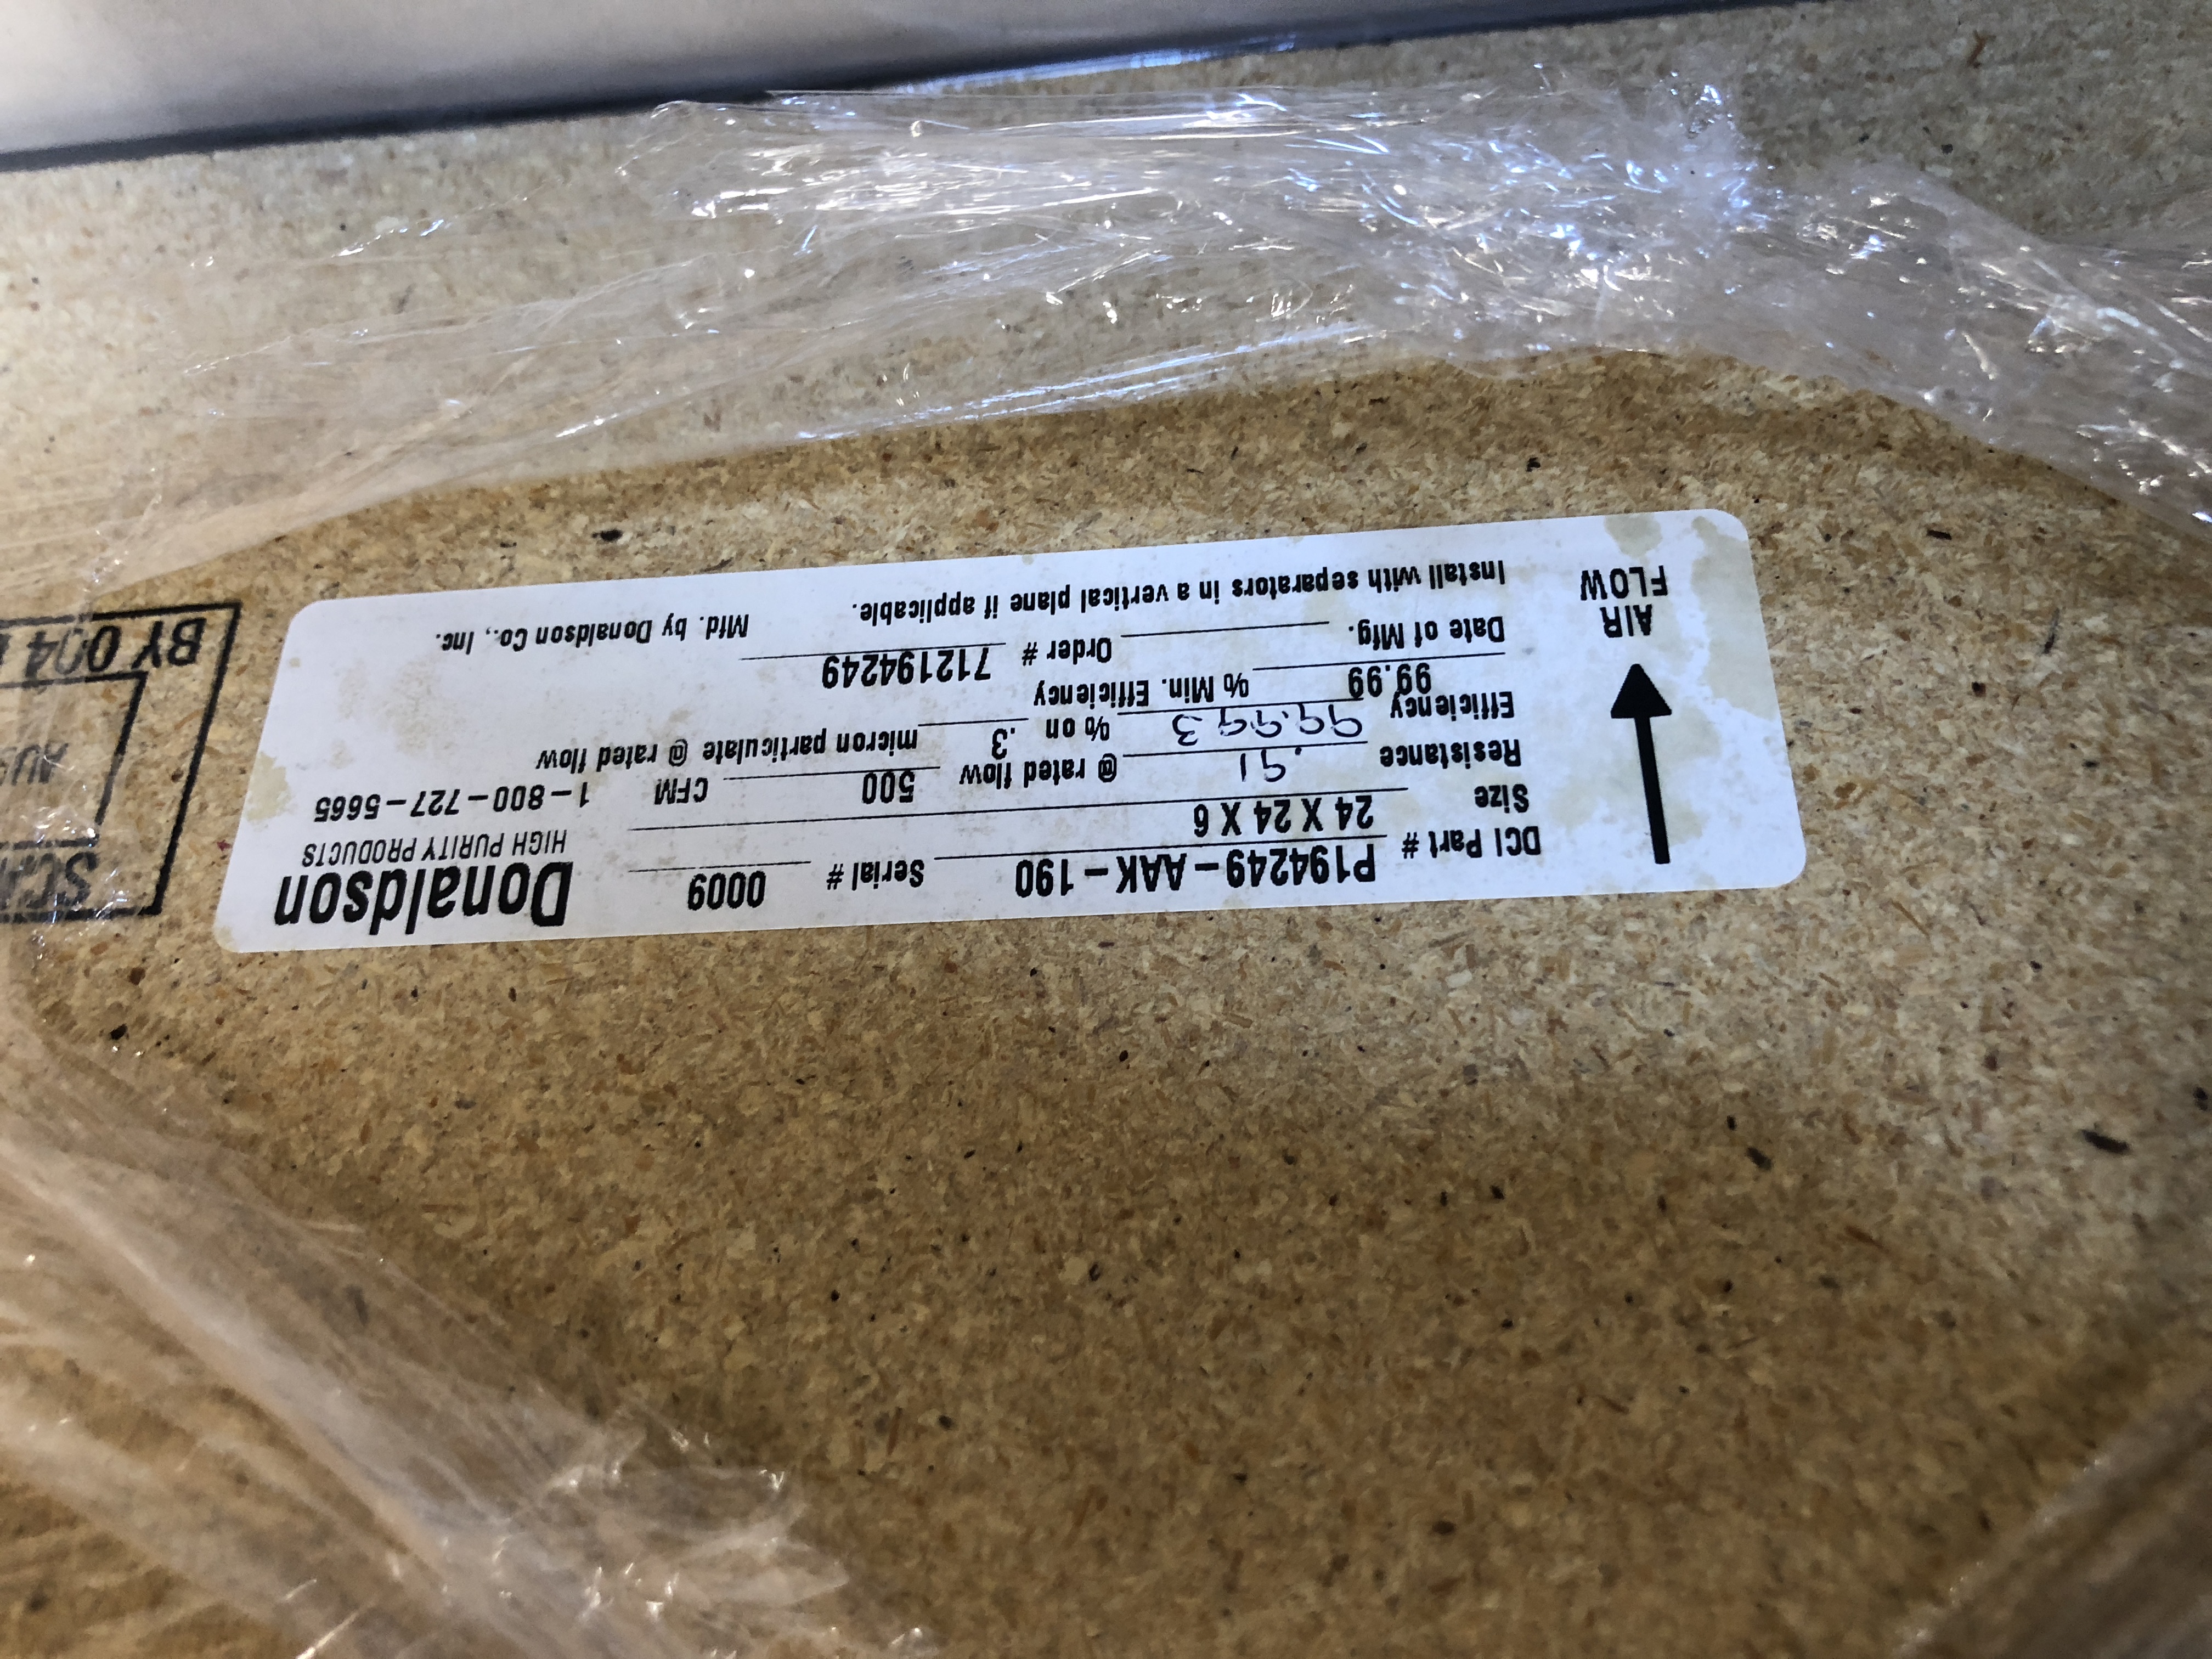 DCI Part # P194249-AAK-190 Serial # 0009 Donaldson
HIGH PURITY PRODUCTS
Size 24 X 24 X 6
Resistance .91 @ rated flow 500 CFM 1-800-727-5665
Efficiency 99.993 % on .3 micron particulate @ rated flow
99.99 % Min. Efficiency
Date of Mfg. Order # 712194249 Mfd. by Donaldson Co., Inc.
Install with separators in a vertical plane if applicable.
AIR
FLOW
BY 004